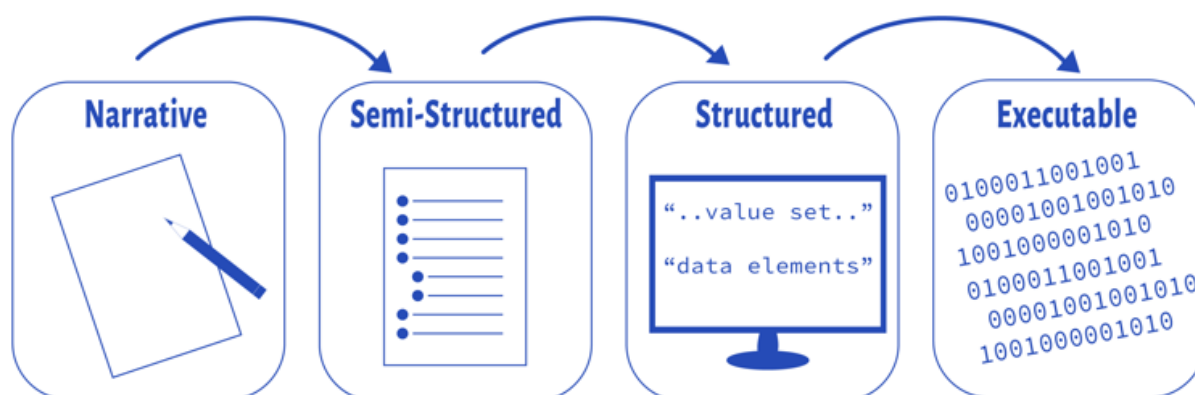 Narrative
Semi-Structured
Structured
Executable
“..value set..”
“data elements”
0100011001001
00001001001010
1001000001010
0100011001001
00001001001010
1001000001010